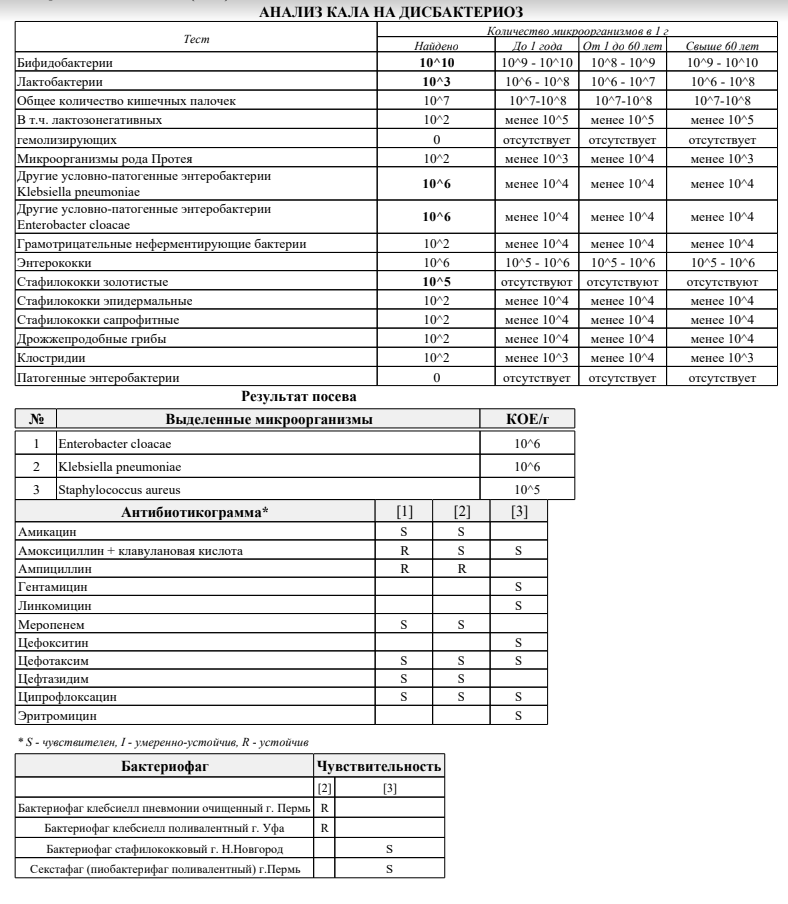 АНАЛИЗ КАЛА НА ДИСБАКТЕРИОЗ
Тест Количество микроорганизмов в 1 г
Найдено До 1 года От 1 до 60 лет Свыше 60 лет
Бифидобактерии 10^10 10^9 - 10^10 10^8 - 10^9 10^9 - 10^10
Лактобактерии 10^3 10^6 - 10^8 10^6 - 10^7 10^6 - 10^8
Общее количество кишечных палочек 10^7 10^7-10^8 10^7-10^8 10^7-10^8
В т.ч. лактозонегативных 10^2 менее 10^5 менее 10^5 менее 10^5
гемолизирующих 0 отсутствует отсутствует отсутствует
Микроорганизмы рода Протея 10^2 менее 10^3 менее 10^4 менее 10^3
Другие условно-патогенные энтеробактерии
Klebsiella pneumoniae 10^6 менее 10^4 менее 10^4 менее 10^4
Другие условно-патогенные энтеробактерии
Enterobacter cloacae 10^6 менее 10^4 менее 10^4 менее 10^4
Грамотрицательные неферментирующие бактерии 10^2 менее 10^4 менее 10^4 менее 10^4
Энтерококки 10^6 10^5 - 10^6 10^5 - 10^6 10^5 - 10^6
Стафилококки золотистые 10^5 отсутствуют отсутствуют отсутствуют
Стафилококки эпидермальные 10^2 менее 10^4 менее 10^4 менее 10^4
Стафилококки сапрофитные 10^2 менее 10^4 менее 10^4 менее 10^4
Дрожжепродобные грибы 10^2 менее 10^4 менее 10^4 менее 10^4
Клостридии 10^2 менее 10^3 менее 10^4 менее 10^3
Патогенные энтеробактерии 0 отсутствует отсутствует отсутствует
Результат посева
№ Выделенные микроорганизмы КОЕ/г
1 Enterobacter cloacae 10^6
2 Klebsiella pneumoniae 10^6
3 Staphylococcus aureus 10^5
Антибиотикограмма* [1] [2] [3]
Амикацин S S
Амоксициллин + клавулановая кислота R S S
Ампициллин R R
Гентамицин S
Линкомицин S
Меропенем S S
Цефокситин S
Цефотаксим S S S
Цефтазидим S S
Ципрофлоксацин S S S
Эритромицин S
* S - чувствителен, I - умеренно-устойчив, R - устойчив
Бактериофаг Чувствительность
[2] [3]
Бактериофаг клебсиелл пневмонии очищенный г. Пермь R
Бактериофаг клебсиелл поливалентный г. Уфа R
Бактериофаг стафилококковый г. Н.Новгород S
Секстафаг (пиобактерифаг поливалентный) г.Пермь S